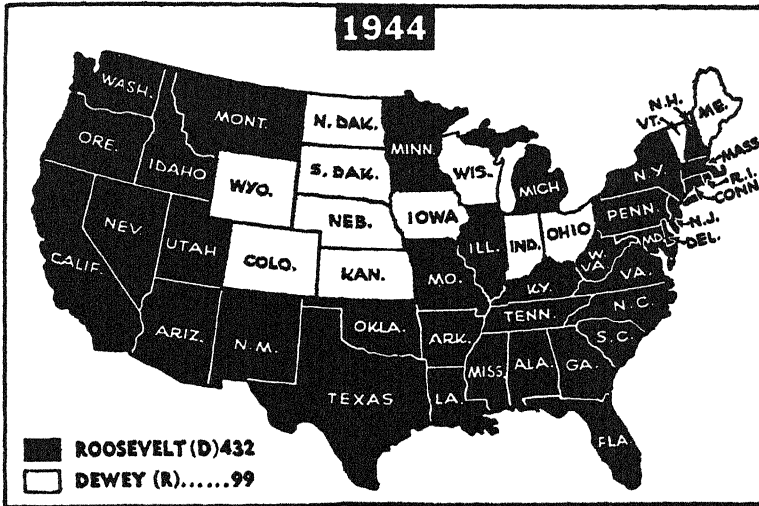 1944
WASH.
MONT.
N. DAK.
MINN.
N.H.
ME.
VT.
ORE.
IDAHO
WYO.
S. DAK.
WIS.
MICH.
N.Y.
MASS.
R.I.
CONN.
NEV.
UTAH
COLO.
NEB.
IOWA
ILL.
IND.
OHIO
PENN.
N.J.
DEL.
MD.
W.
VA.
VA.
CALIF.
KAN.
MO.
KY.
ARIZ.
N.M.
OKLA.
ARK.
TENN.
N.C.
S.C.
TEXAS
LA.
MISS.
ALA.
GA.
FLA.
ROOSEVELT (D) 432
DEWEY (R)......99